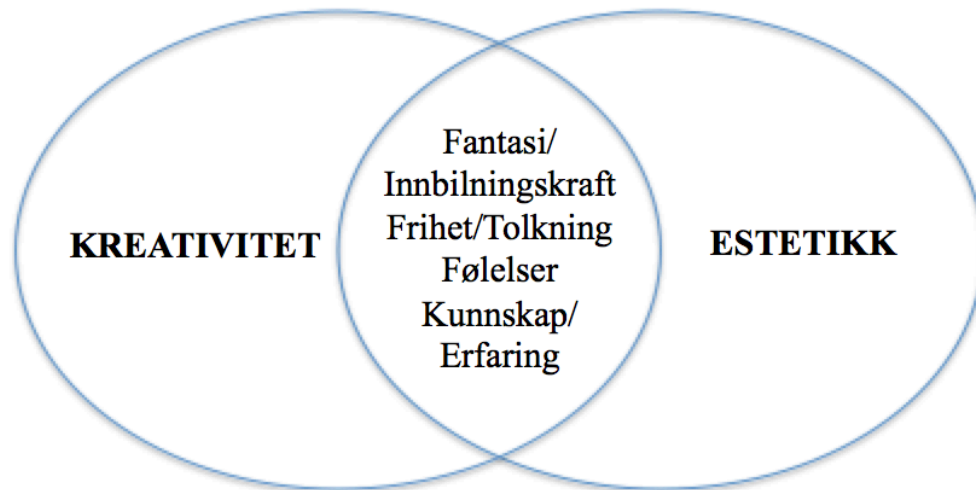 KREATIVITET
Fantasi/
Innbilningskraft
Frihet/Tolkning
Følelser
Kunnskap/
Erfaring
ESTETIKK